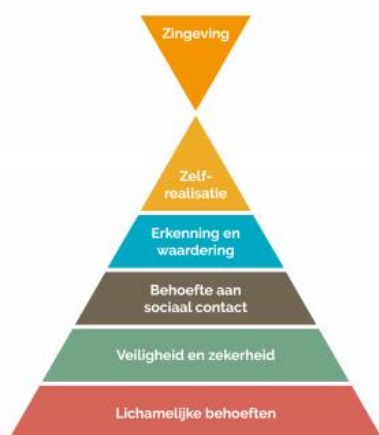 Zingeving
Zelf-
realisatie
Erkenning en
waardering
Behoefte aan
sociaal contact
Veiligheid en zekerheid
Lichamelijke behoeften